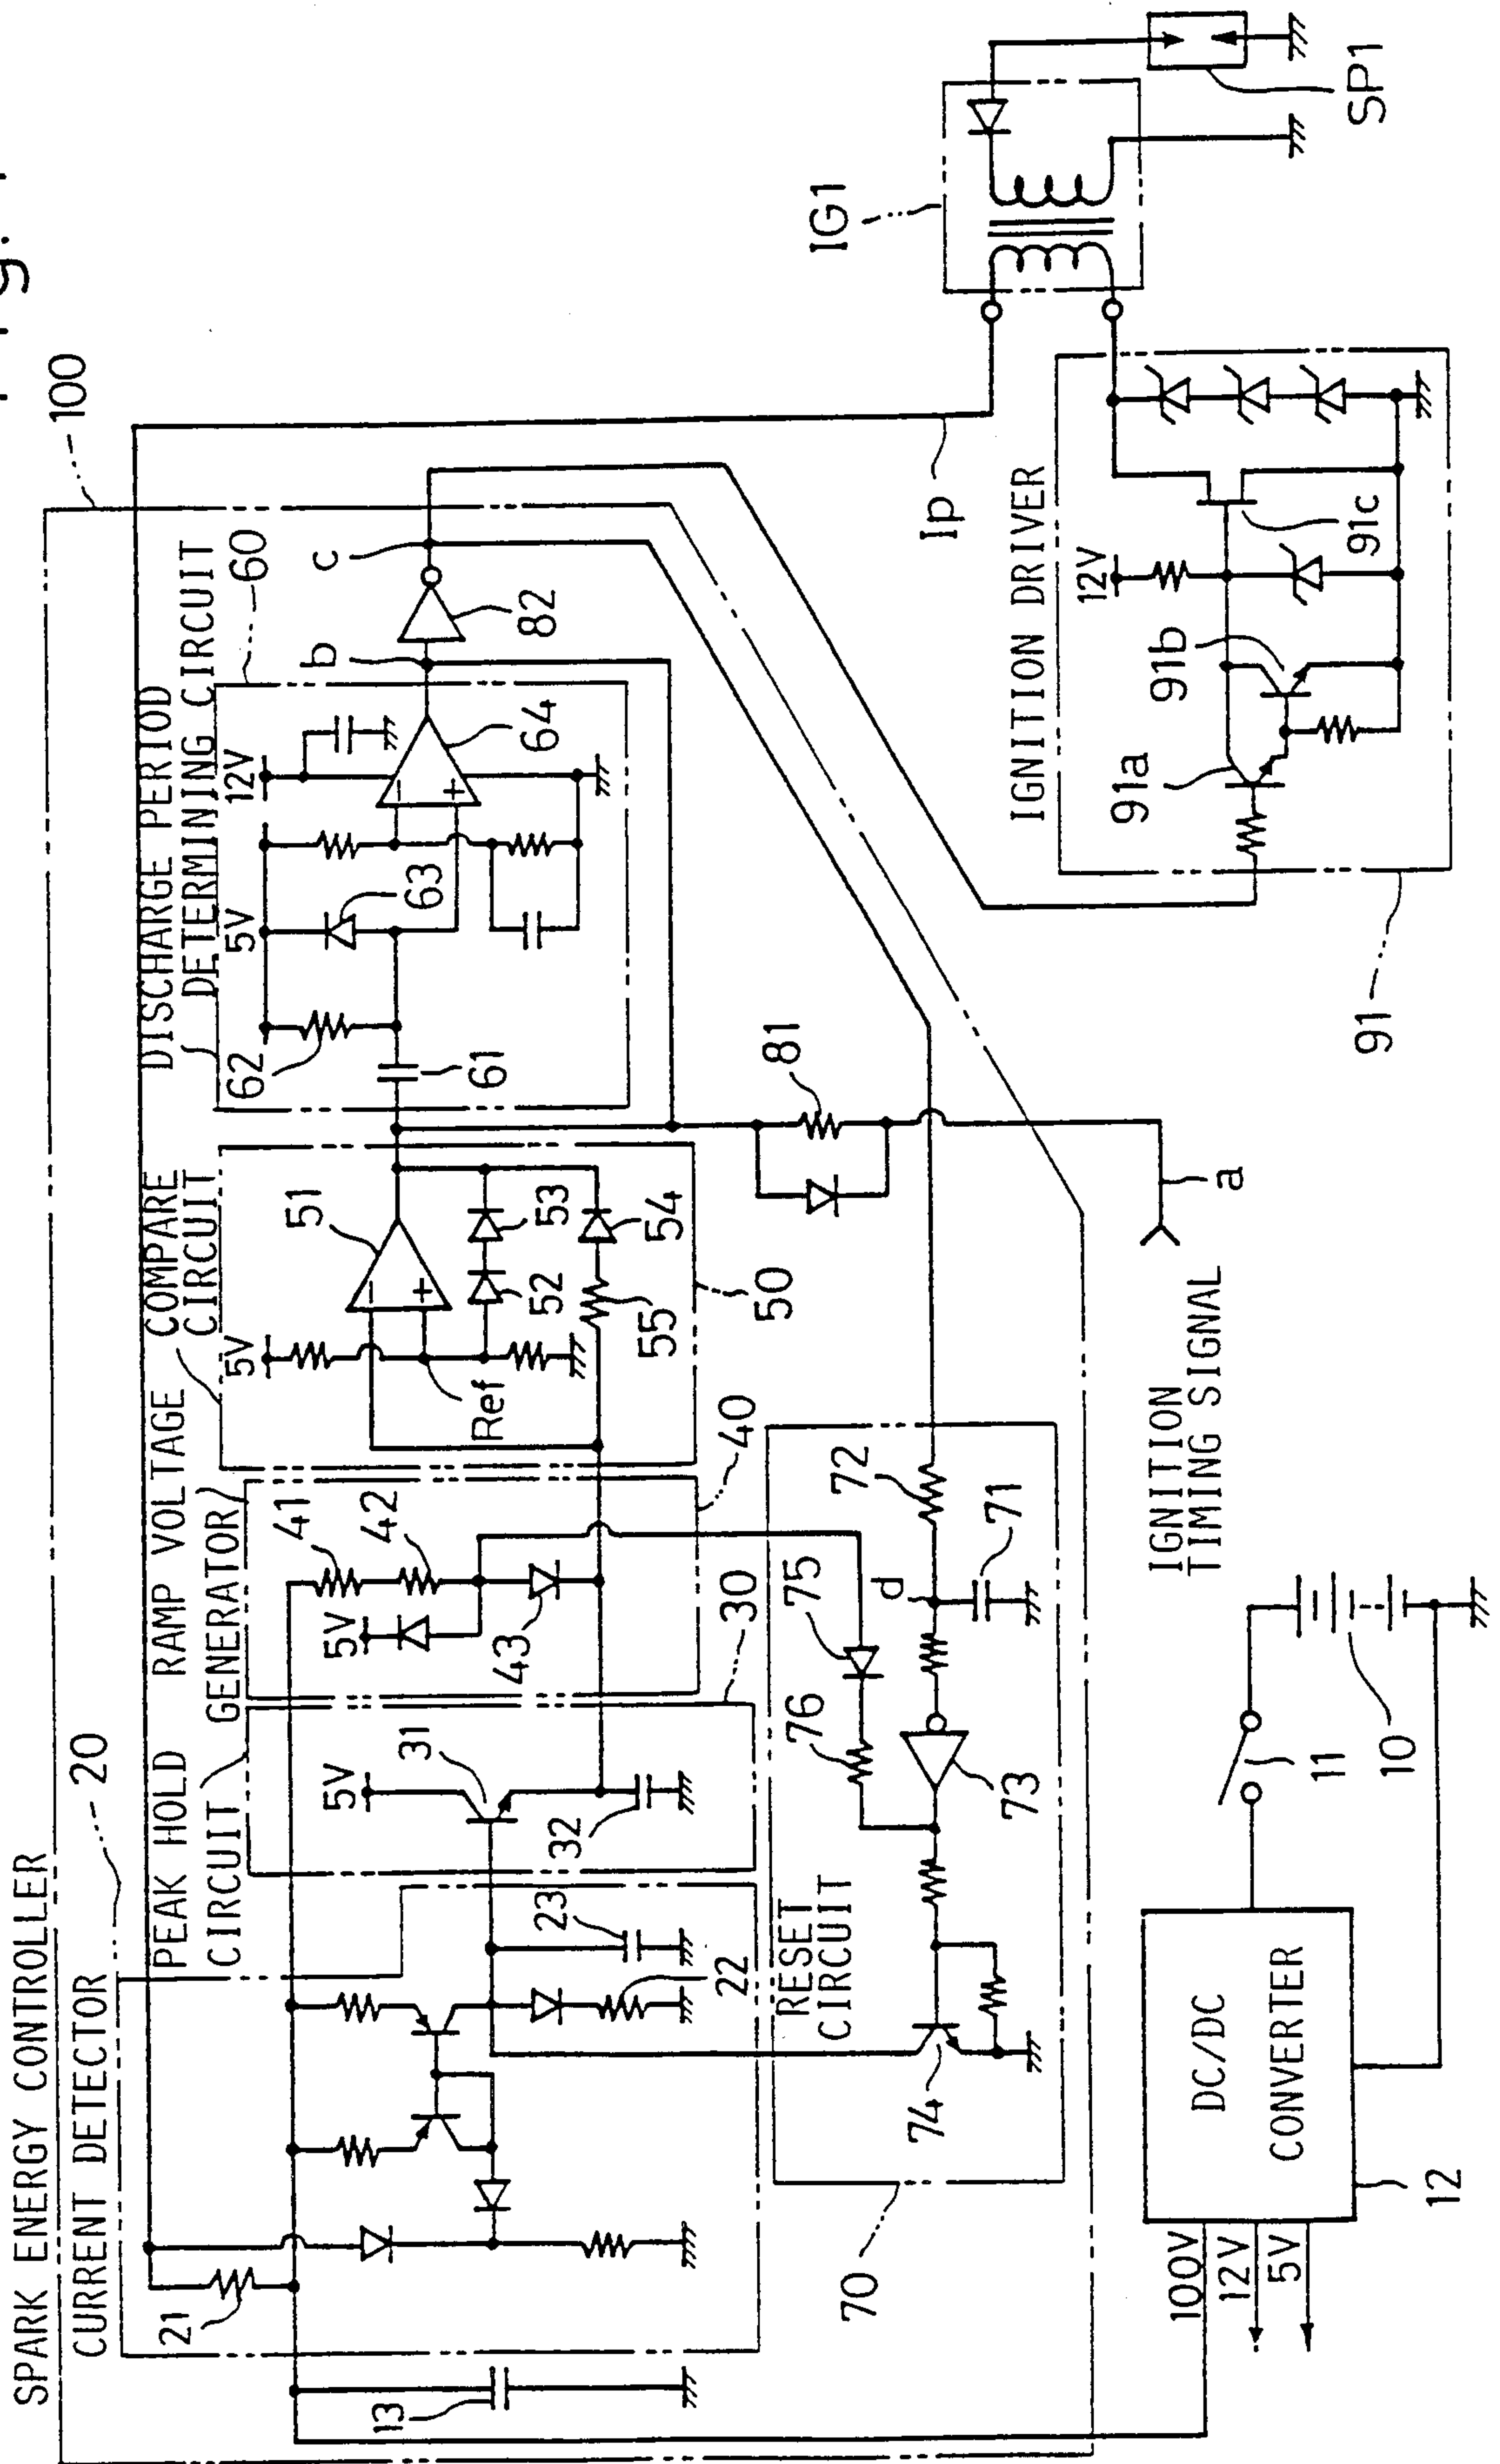 Fig. 1
SPARK ENERGY CONTROLLER
100
CURRENT DETECTOR
20
PEAK HOLD
CIRCUIT
RAMP VOLTAGE
GENERATOR
COMPARE
CIRCUIT
DISCHARGE PERIOD
DETERMINING CIRCUIT
60
21
13
22
23
5V
31
32
30
5V
41
42
43
40
5V
51
Ref
52
53
54
55
50
62
61
5V
63
12V
64
b
82
c
81
a
IGNITION
TIMING SIGNAL
RESET
CIRCUIT
70
71
72
73
74
75
76
d
Ip
IG1
SP1
IGNITION DRIVER
12V
91a
91b
91c
91
DC/DC
CONVERTER
100V
12V
5V
12
11
10